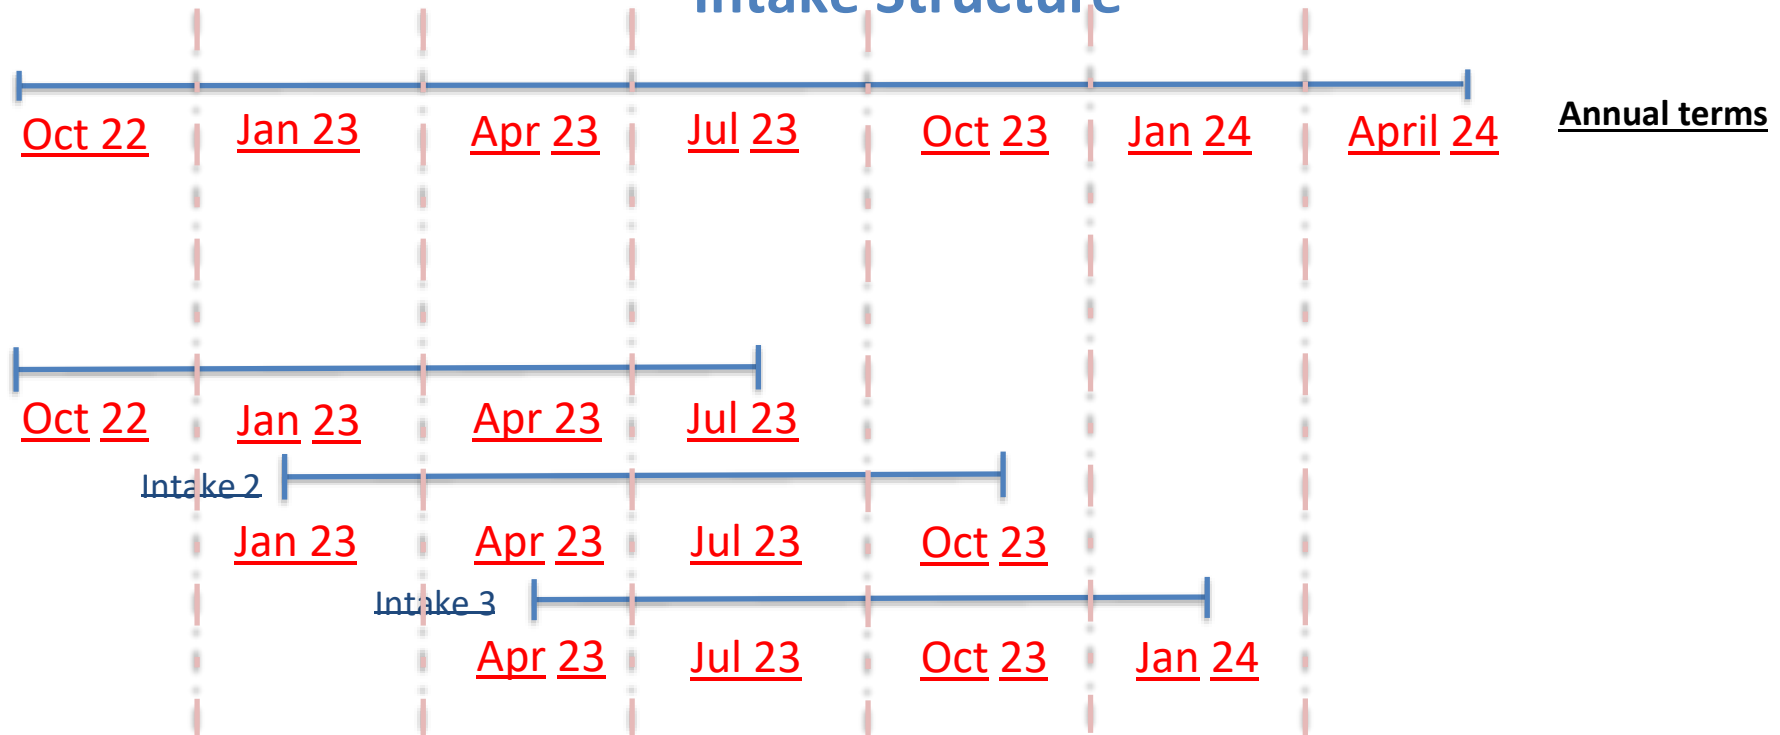 Intake Structure
Oct 22 Jan 23 Apr 23 Jul 23 Oct 23 Jan 24 April 24 Annual terms
Oct 22 Jan 23 Apr 23 Jul 23
Intake 2
Jan 23 Apr 23 Jul 23 Oct 23
Intake 3
Apr 23 Jul 23 Oct 23 Jan 24